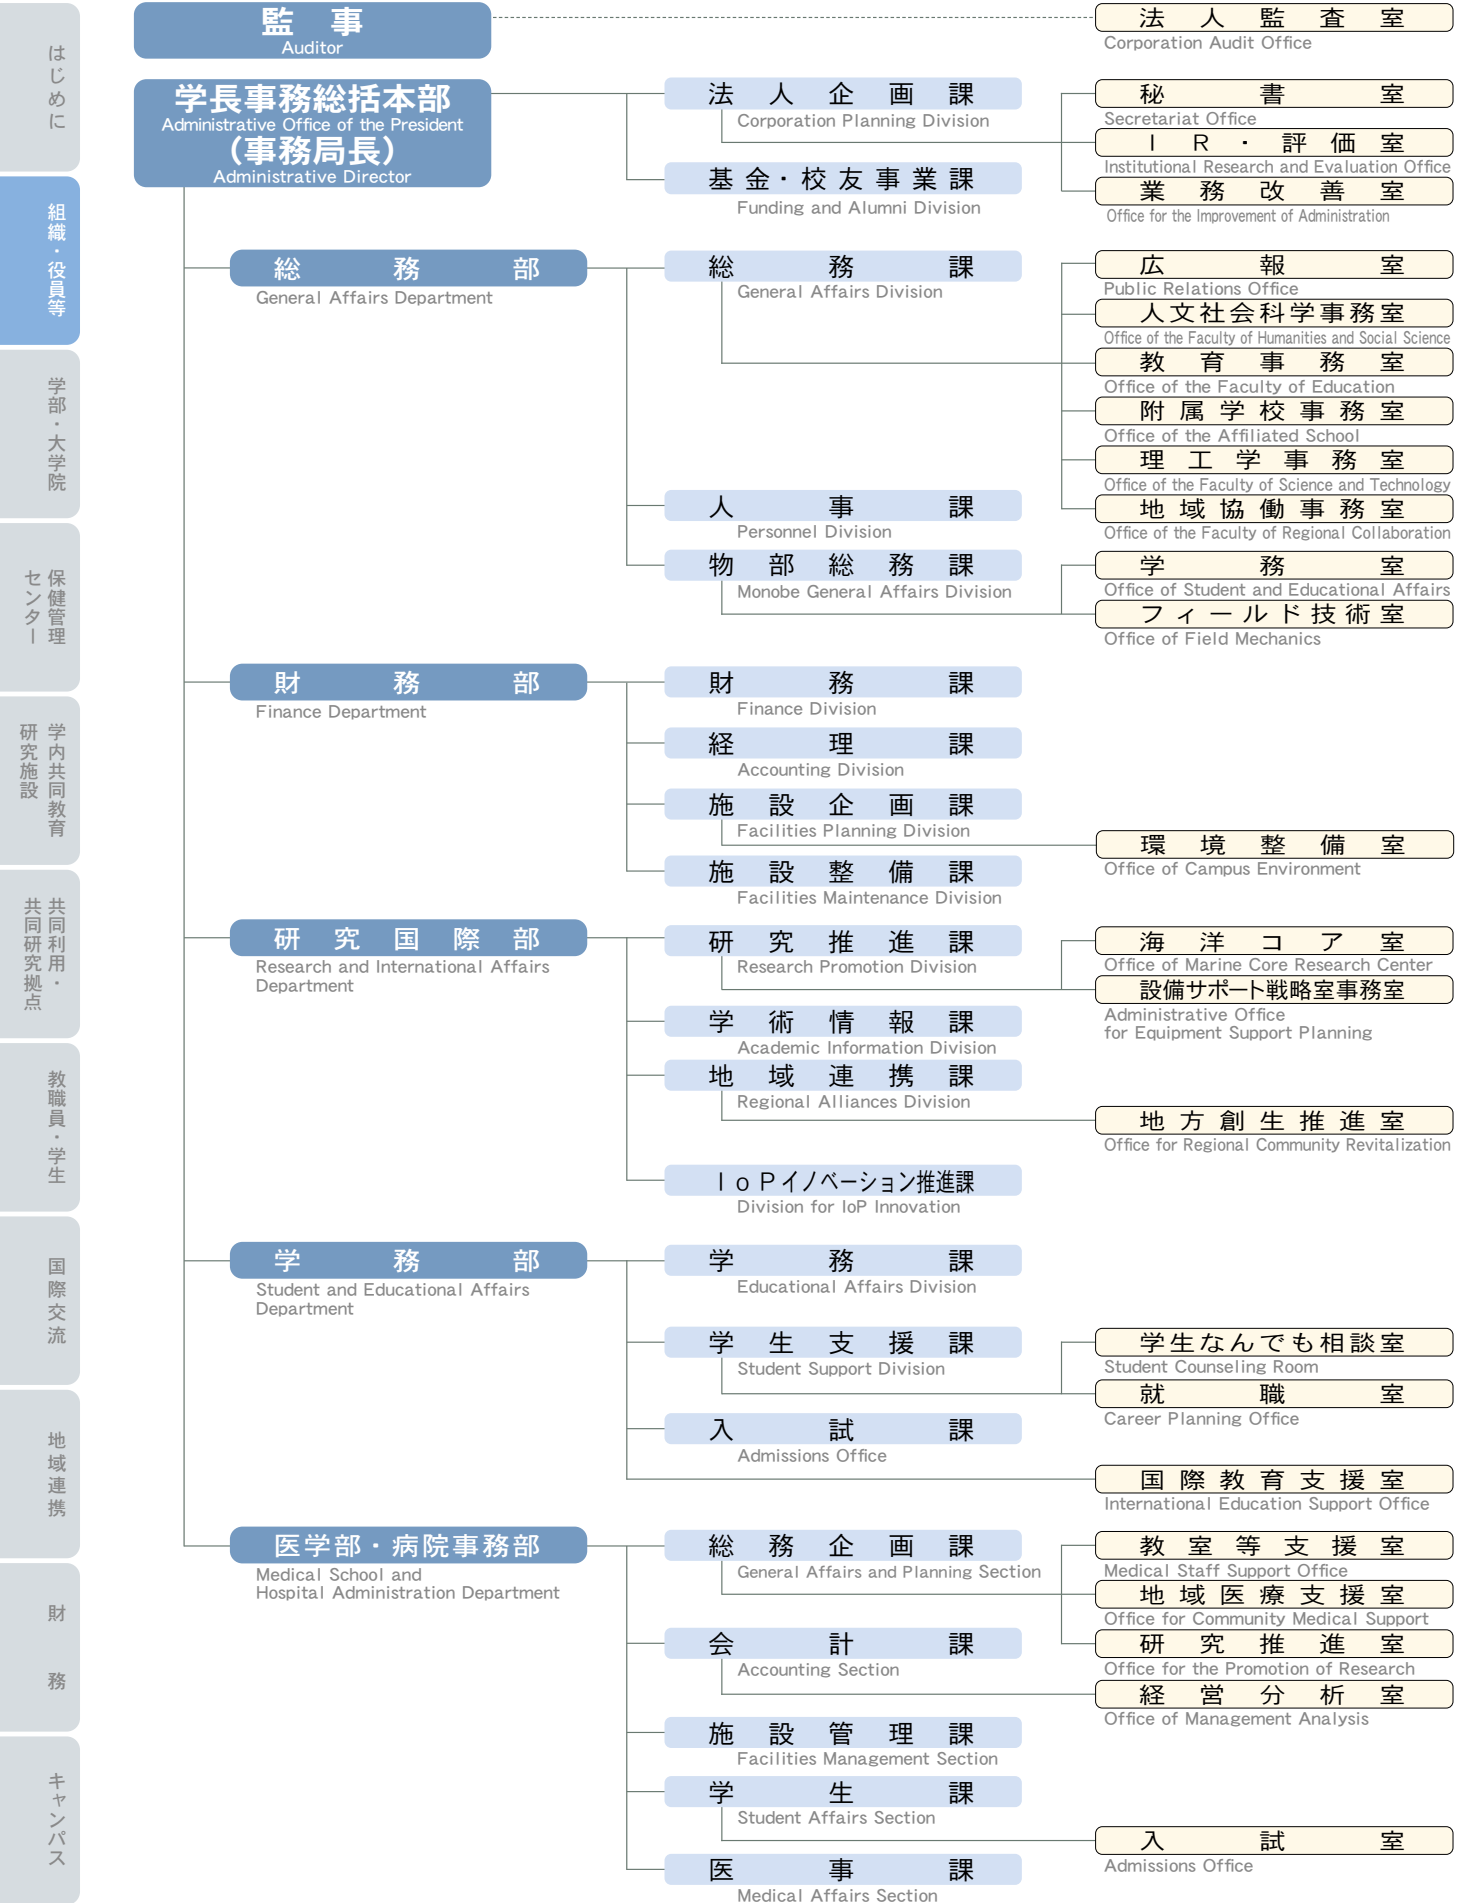 はじめに
組織・役員等
学部・大学院
保健管理
センター
学内共同教育
研究施設
共同利用・
共同研究拠点
教職員・学生
国際交流
地域連携
財務
キャンパス
監事
Auditor
法人監査室
Corporation Audit Office
学長事務総括本部
Administrative Office of the President
（事務局長）
Administrative Director
法人企画課
Corporation Planning Division
秘書室
Secretariat Office
ＩＲ・評価室
Institutional Research and Evaluation Office
業務改善室
Office for the Improvement of Administration
基金・校友事業課
Funding and Alumni Division
総務部
General Affairs Department
総務課
General Affairs Division
広報室
Public Relations Office
人文社会科学事務室
Office of the Faculty of Humanities and Social Science
教育事務室
Office of the Faculty of Education
附属学校事務室
Office of the Affiliated School
理工学事務室
Office of the Faculty of Science and Technology
地域協働事務室
Office of the Faculty of Regional Collaboration
人事課
Personnel Division
物部総務課
Monobe General Affairs Division
学務室
Office of Student and Educational Affairs
フィールド技術室
Office of Field Mechanics
財務部
Finance Department
財務課
Finance Division
経理課
Accounting Division
施設企画課
Facilities Planning Division
環境整備室
Office of Campus Environment
施設整備課
Facilities Maintenance Division
研究国際部
Research and International Affairs
Department
研究推進課
Research Promotion Division
海洋コア室
Office of Marine Core Research Center
設備サポート戦略室事務室
Administrative Office
for Equipment Support Planning
学術情報課
Academic Information Division
地域連携課
Regional Alliances Division
地方創生推進室
Office for Regional Community Revitalization
ＩｏＰイノベーション推進課
Division for IoP Innovation
学務部
Student and Educational Affairs
Department
学務課
Educational Affairs Division
学生支援課
Student Support Division
学生なんでも相談室
Student Counseling Room
就職室
Career Planning Office
入試課
Admissions Office
国際教育支援室
International Education Support Office
医学部・病院事務部
Medical School and
Hospital Administration Department
総務企画課
General Affairs and Planning Section
教室等支援室
Medical Staff Support Office
地域医療支援室
Office for Community Medical Support
研究推進室
Office for the Promotion of Research
会計課
Accounting Section
経営分析室
Office of Management Analysis
施設管理課
Facilities Management Section
学生課
Student Affairs Section
入試室
Admissions Office
医事課
Medical Affairs Section